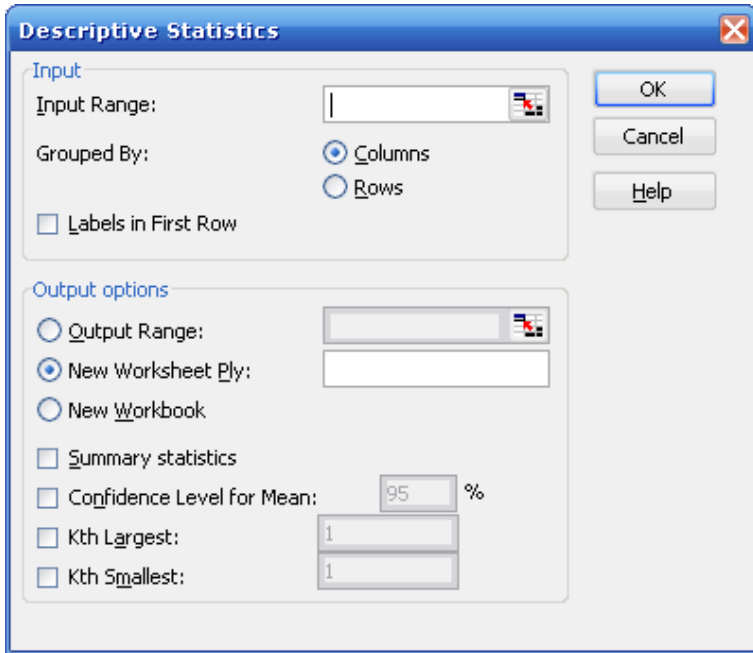 Descriptive Statistics
Input
Input Range:
Grouped By:
Columns
Rows
Labels in First Row
OK
Cancel
Help
Output options
Output Range:
New Worksheet Ply:
New Workbook
Summary statistics
Confidence Level for Mean: 95 %
Kth Largest: 1
Kth Smallest: 1